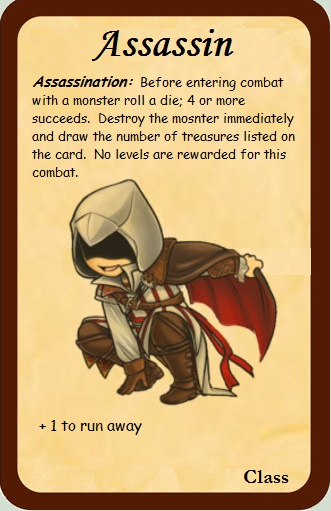 Assassin
Assassination: Before entering combat
with a monster roll a die; 4 or more
succeeds. Destroy the mosnter immediately
and draw the number of treasures listed on
the card. No levels are rewarded for this
combat.
+ 1 to run away
Class